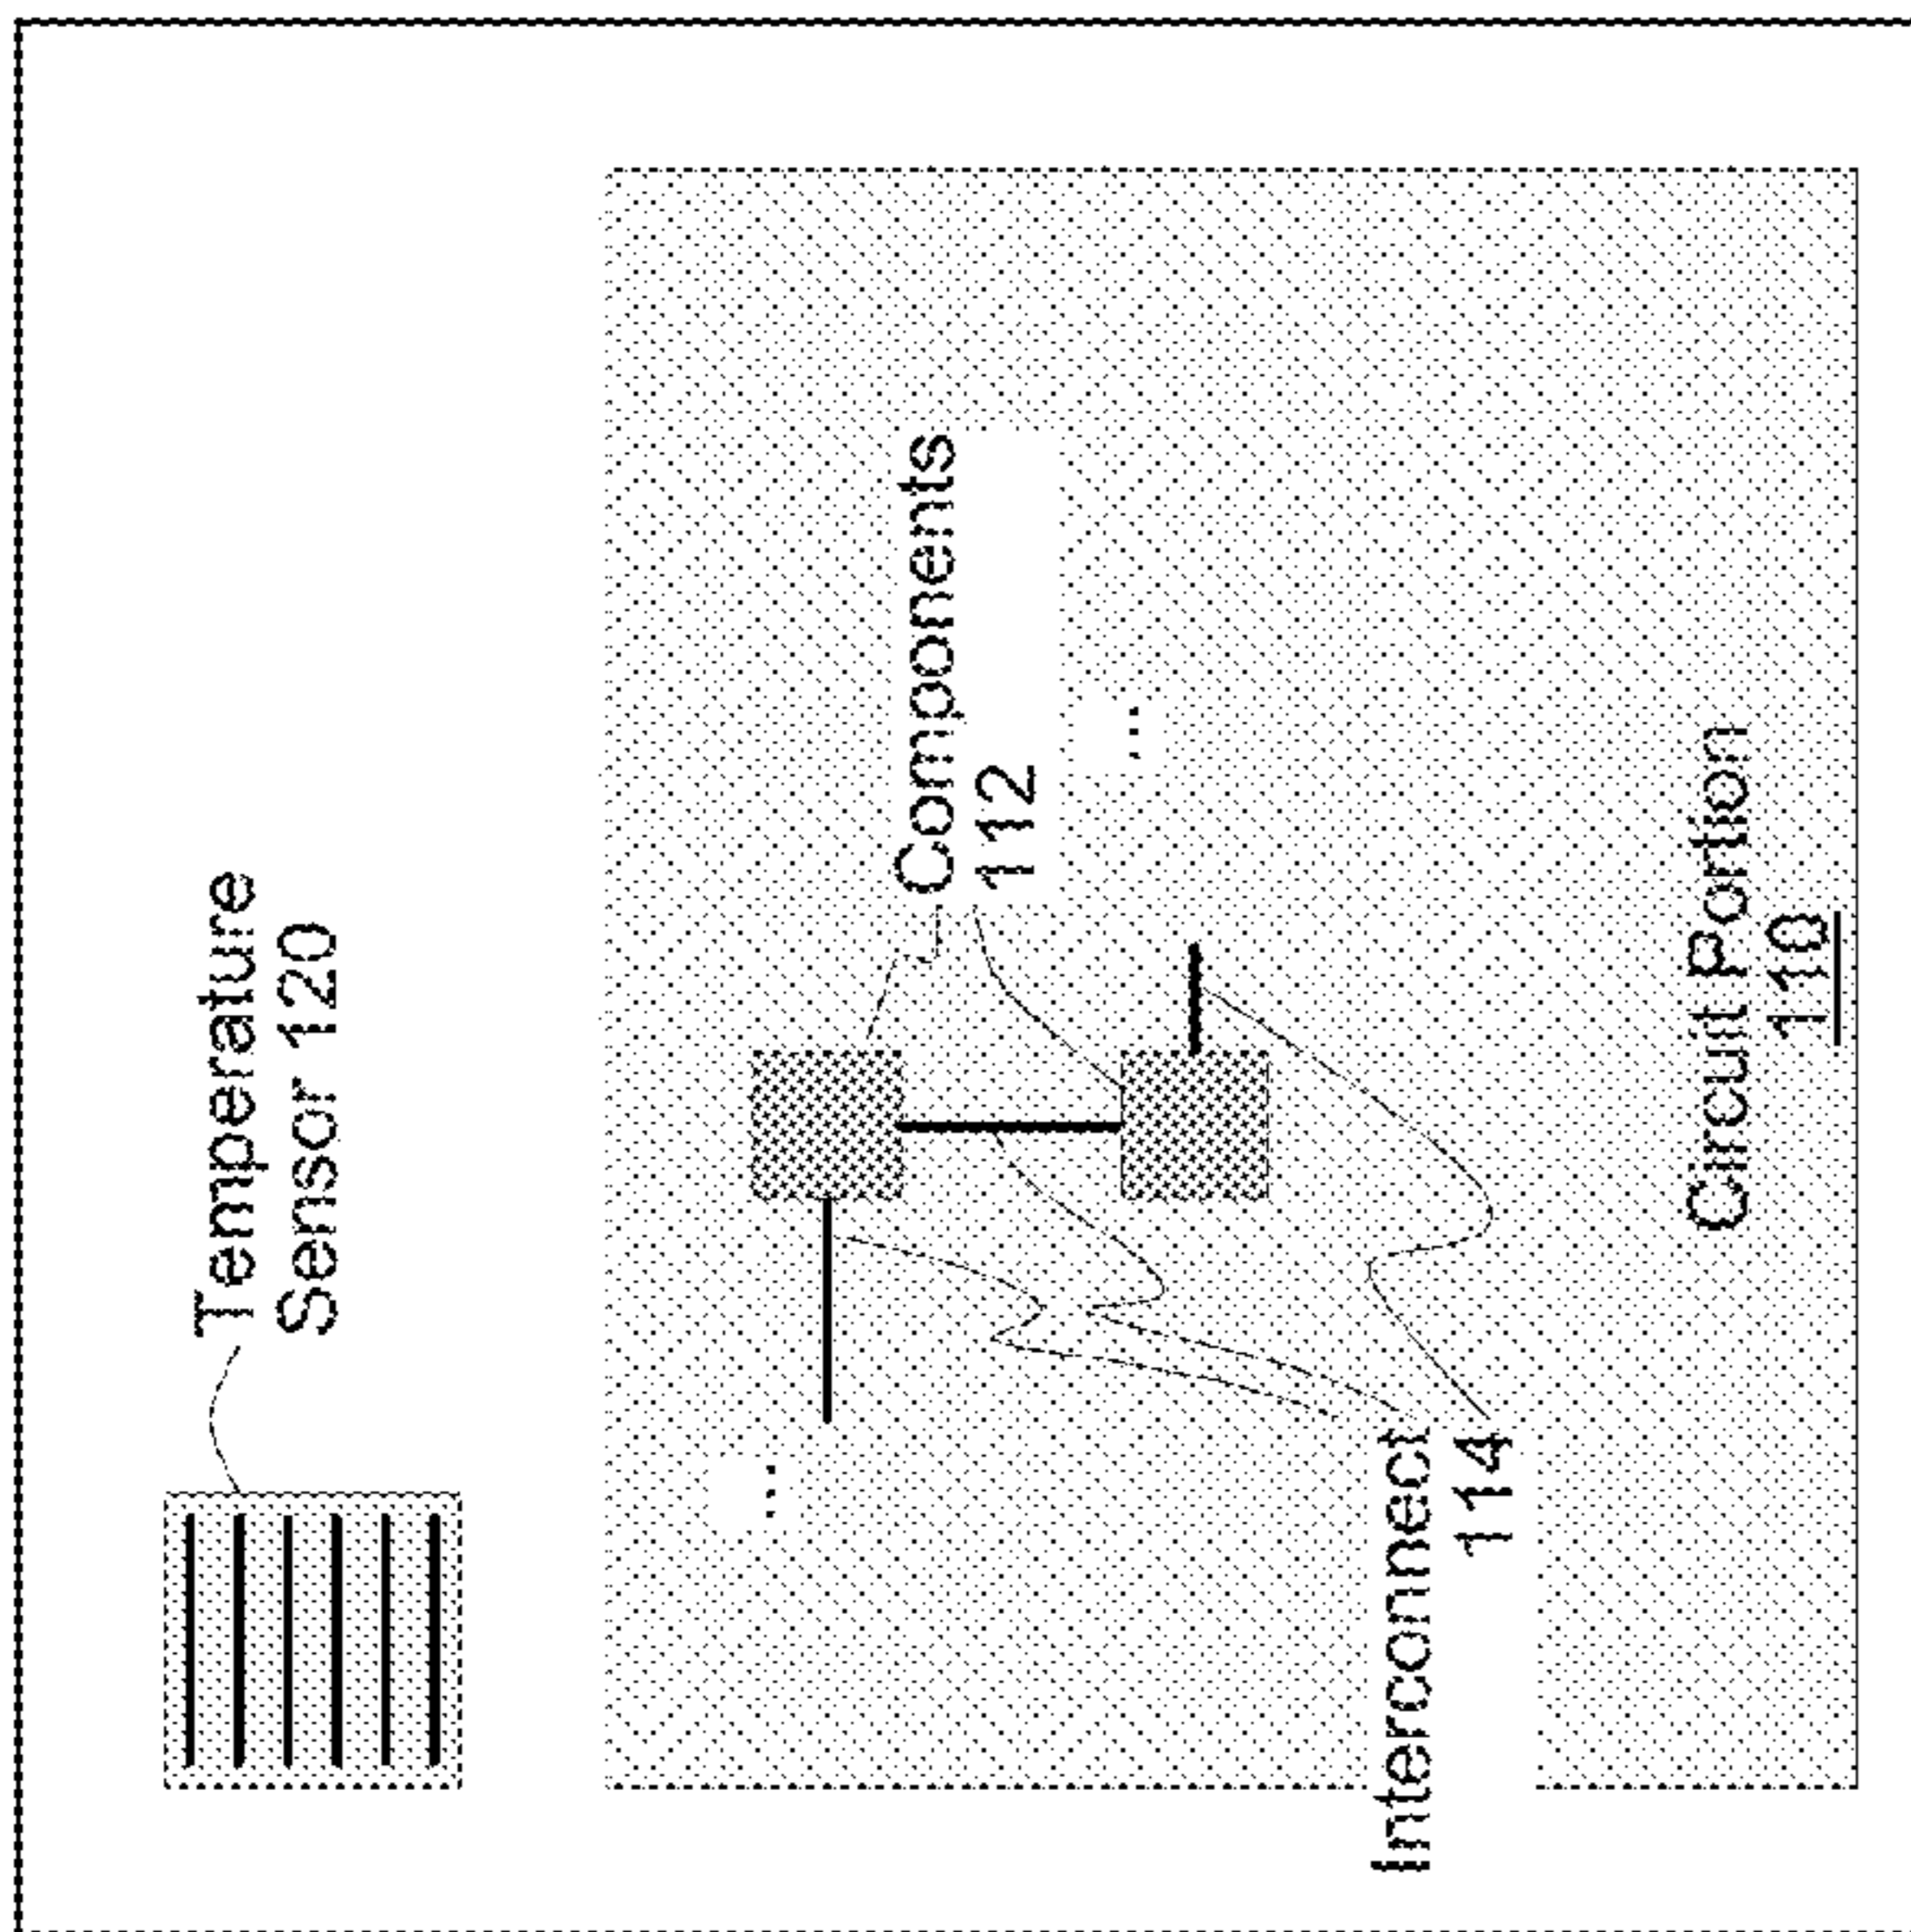 Temperature
Sensor 120
Components
112
...
...
Interconnect
114
Circuit Portion
110